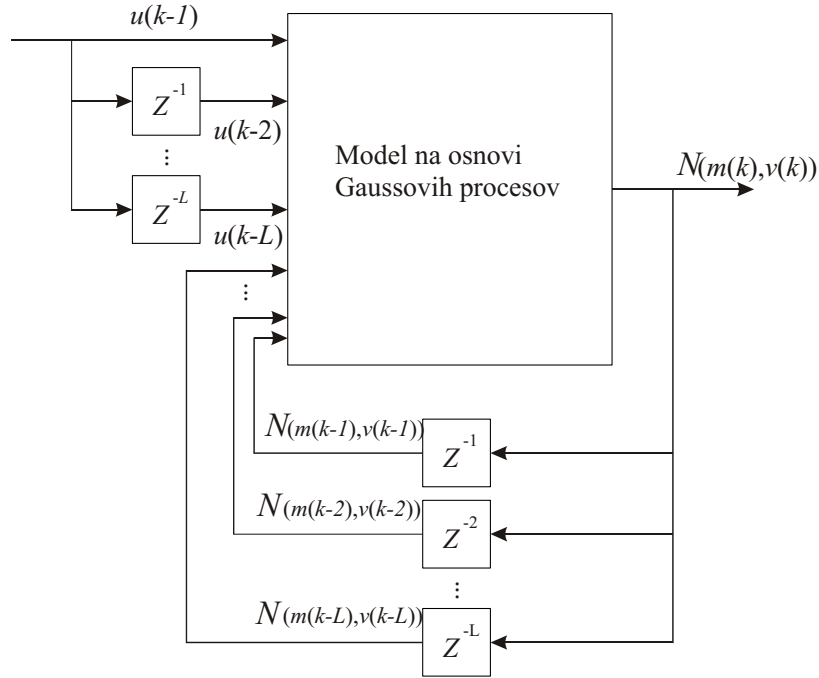 u(k-1)
Z⁻¹
u(k-2)
...
Z⁻ᴸ
u(k-L)
Model na osnovi
Gaussovih procesov
N(m(k),v(k))
...
N(m(k-1),v(k-1))
Z⁻¹
N(m(k-2),v(k-2))
Z⁻²
...
N(m(k-L),v(k-L))
Z⁻ᴸ